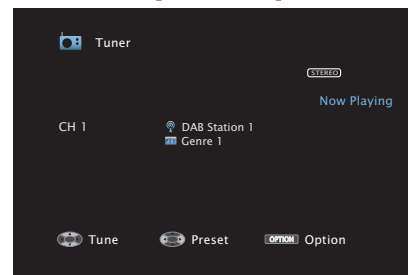 Tuner
STEREO
Now Playing
CH 1
DAB Station 1
Genre 1
Tune Preset OPTION Option